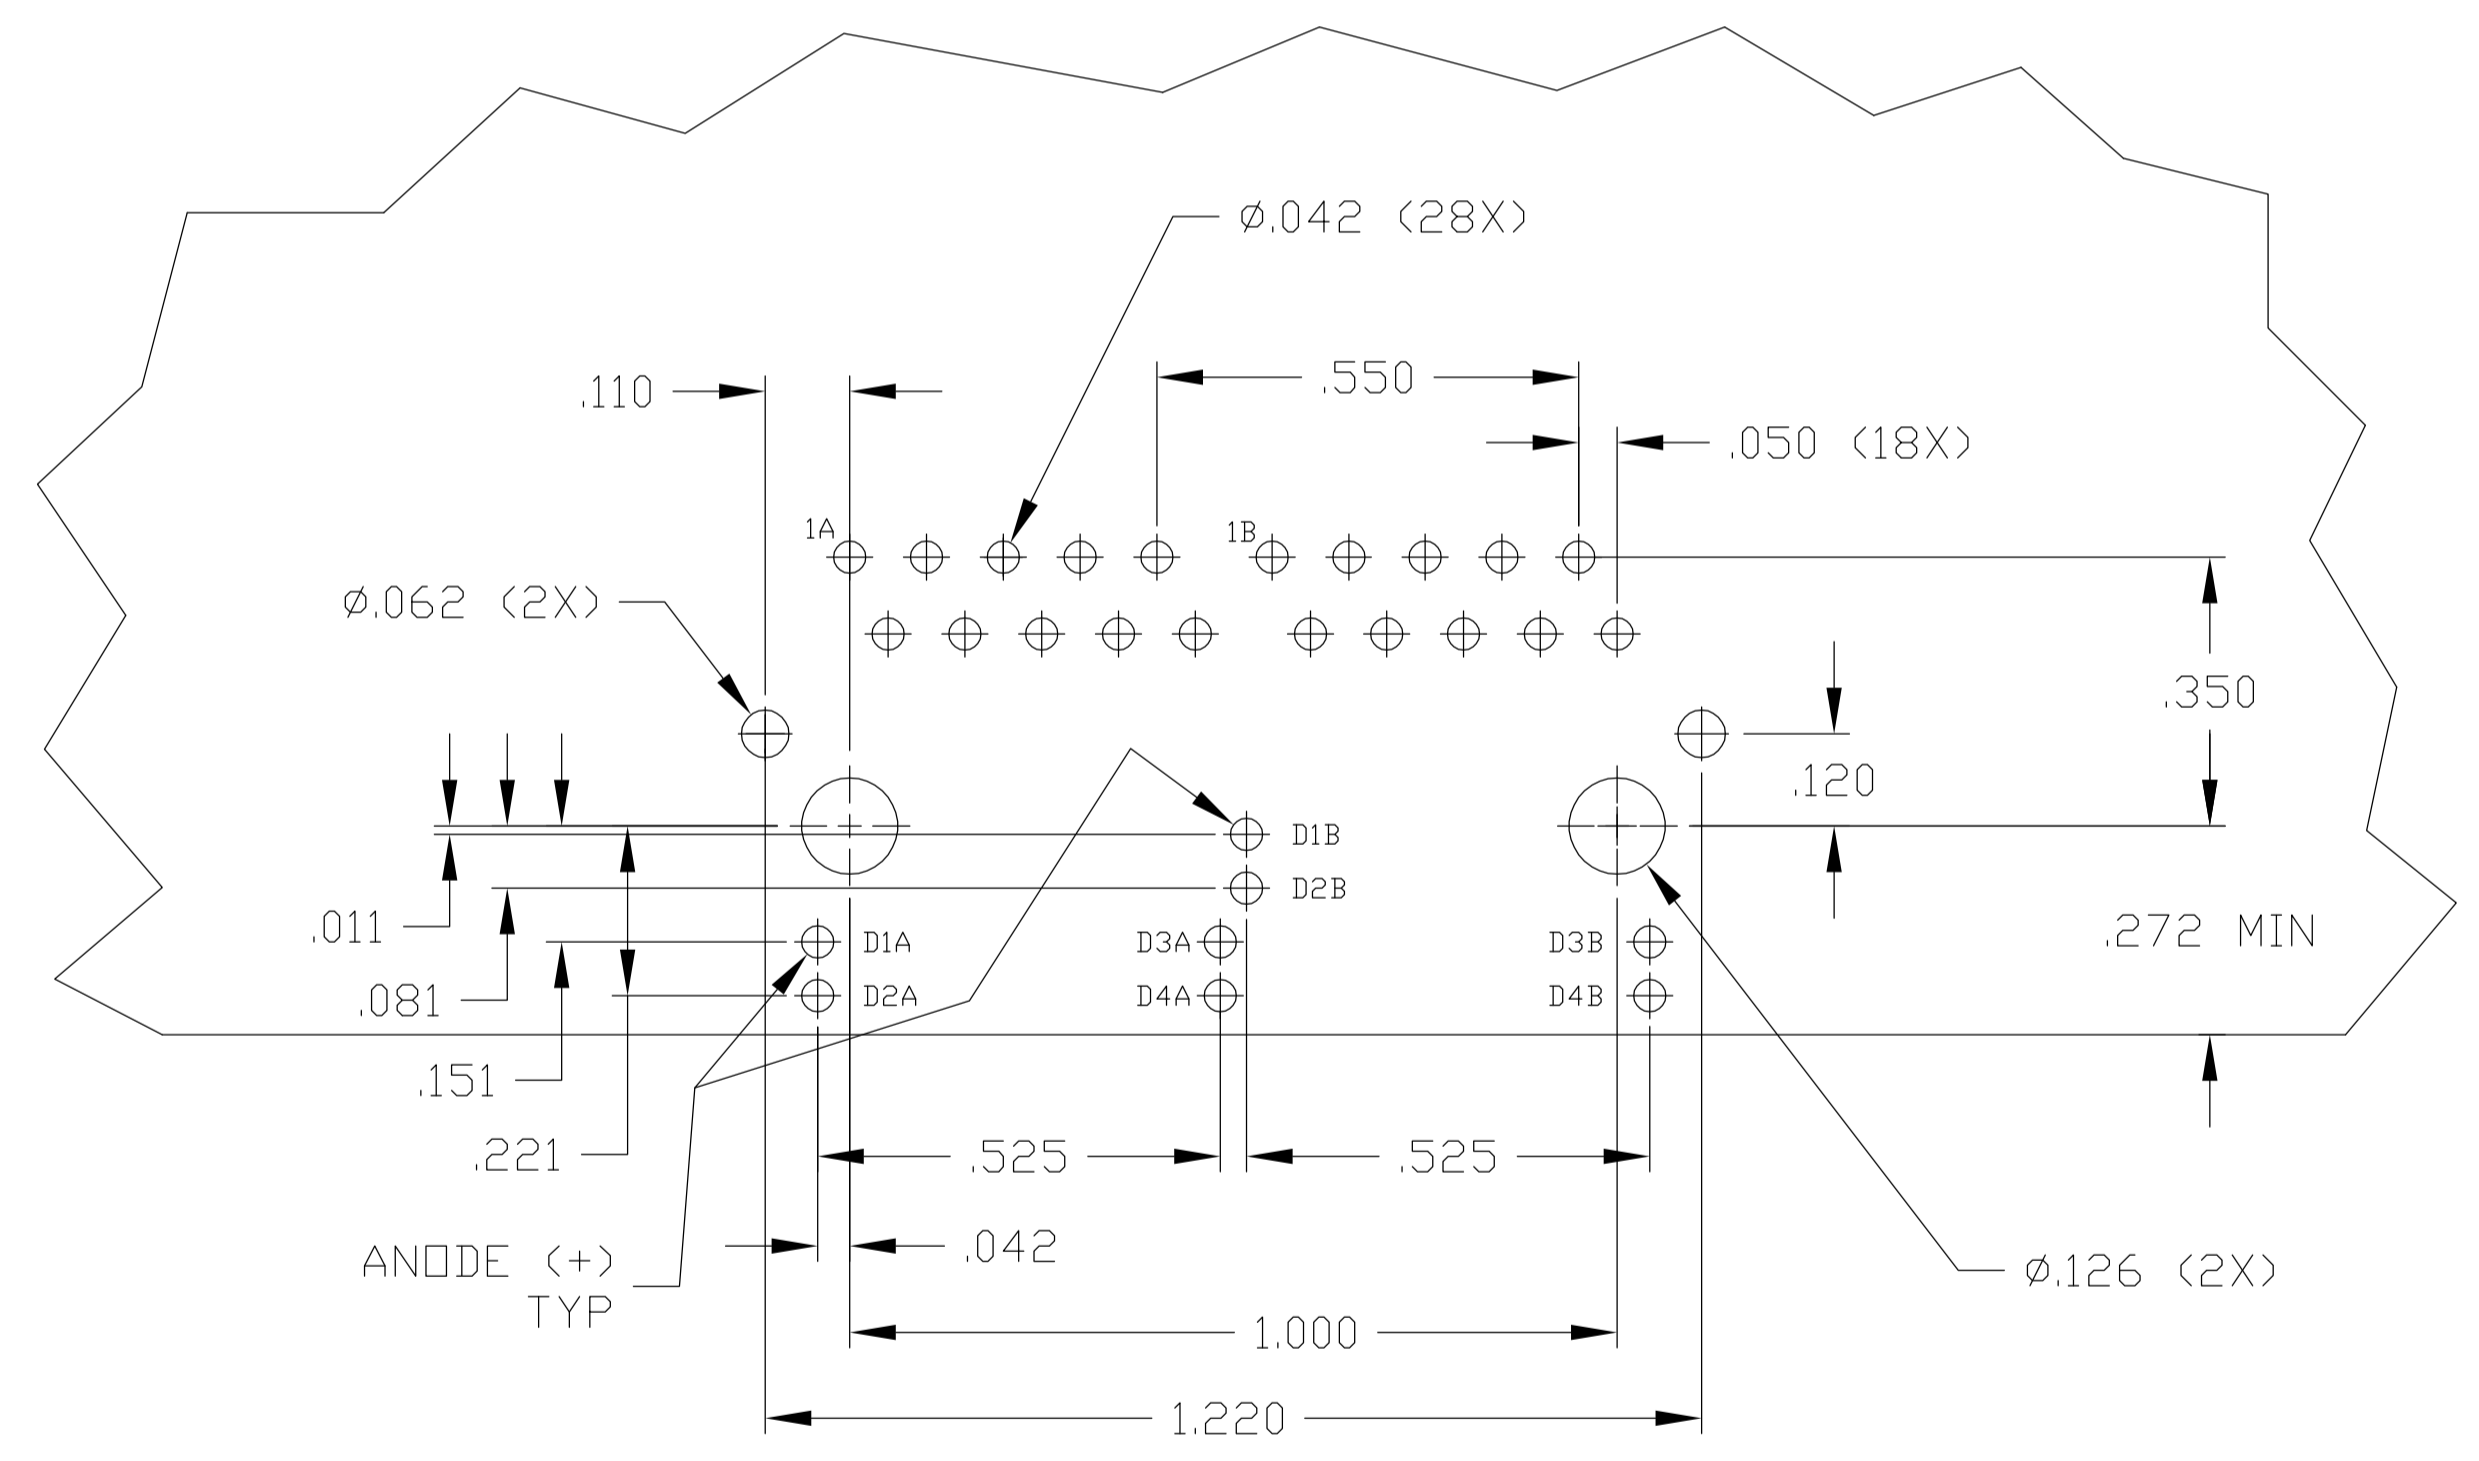 Ø.042 (28X)
.550
.110
.050 (18X)
1A
1B
Ø.062 (2X)
.350
.120
D1B
D2B
.011
D1A
D3A
D3B
.272 MIN
.081
D2A
D4A
D4B
.151
.221
.525
.525
.042
ANODE (+)
TYP
Ø.126 (2X)
1.000
1.220